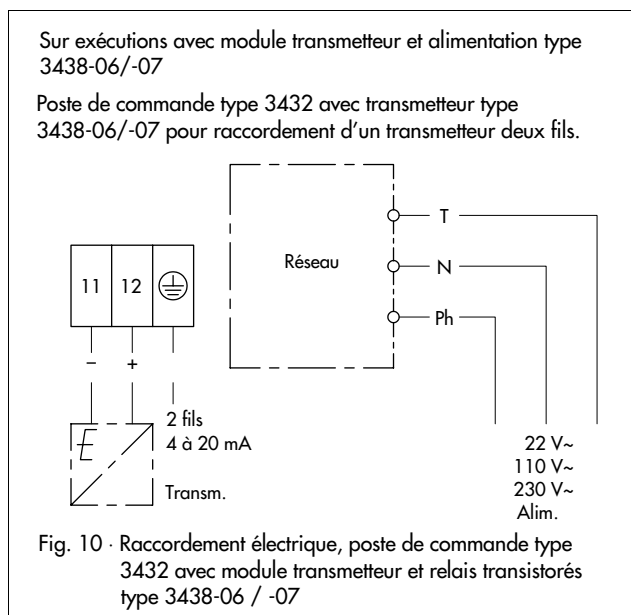 Sur exécutions avec module transmetteur et alimentation type
3438-06/-07
Poste de commande type 3432 avec transmetteur type
3438-06/-07 pour raccordement d'un transmetteur deux fils.
T
Réseau
N
11 12
Ph
– +
2 fils
4 à 20 mA
Transm.
22 V~
110 V~
230 V~
Alim.
Fig. 10 · Raccordement électrique, poste de commande type
3432 avec module transmetteur et relais transistorés
type 3438-06 / -07